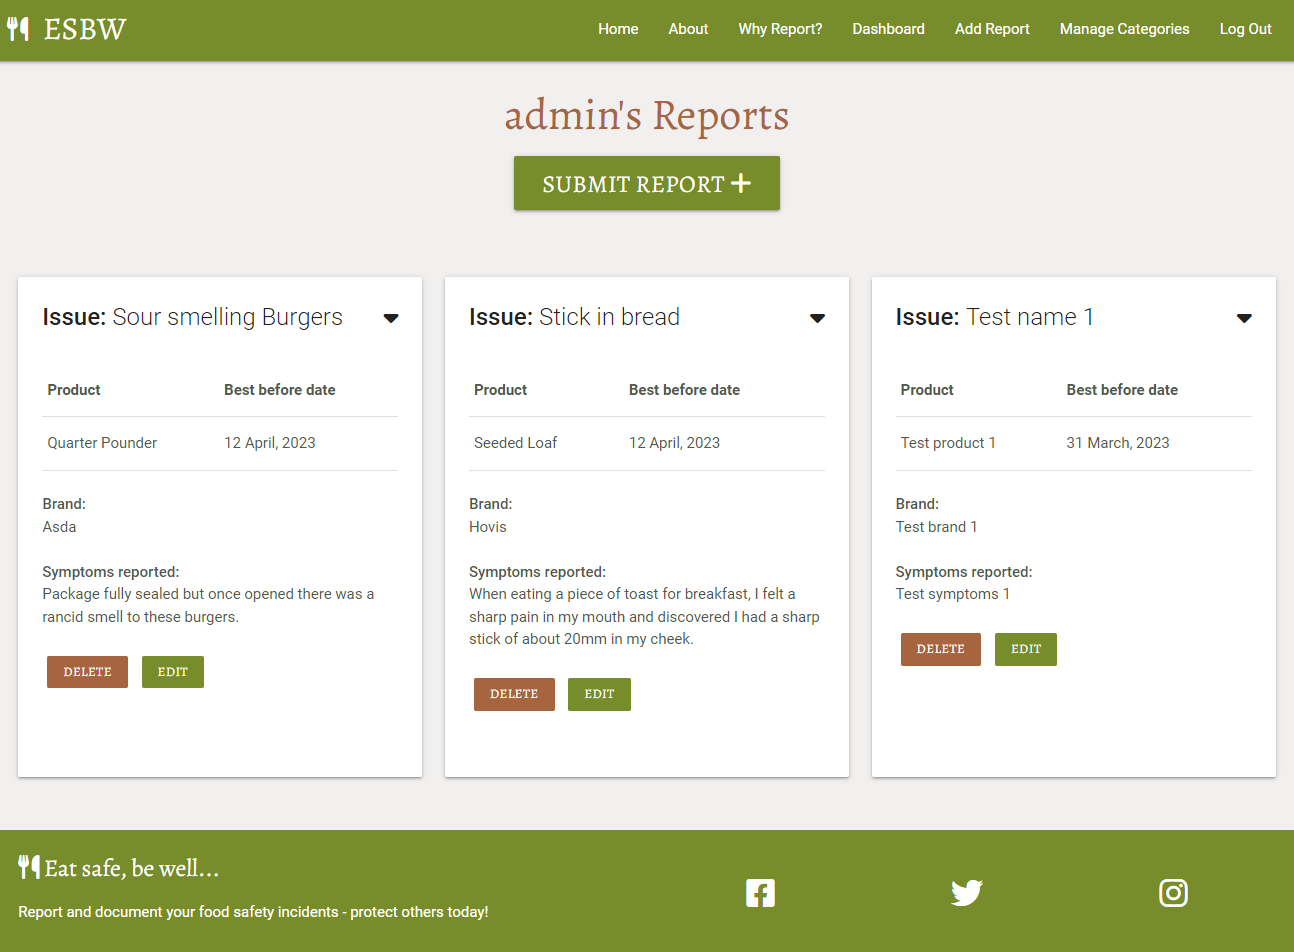 ESBW
Home About Why Report? Dashboard Add Report Manage Categories Log Out
admin's Reports
SUBMIT REPORT
Issue: Sour smelling Burgers
Product Best before date
Quarter Pounder 12 April, 2023
Brand:
Asda
Symptoms reported:
Package fully sealed but once opened there was a
rancid smell to these burgers.
DELETE EDIT
Issue: Stick in bread
Product Best before date
Seeded Loaf 12 April, 2023
Brand:
Hovis
Symptoms reported:
When eating a piece of toast for breakfast, I felt a
sharp pain in my mouth and discovered I had a sharp
stick of about 20mm in my cheek.
DELETE EDIT
Issue: Test name 1
Product Best before date
Test product 1 31 March, 2023
Brand:
Test brand 1
Symptoms reported:
Test symptoms 1
DELETE EDIT
Eat safe, be well...
Report and document your food safety incidents - protect others today!